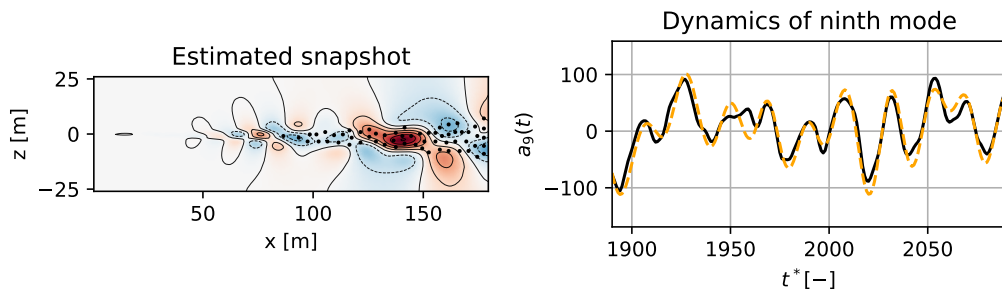 Estimated snapshot
25
0
−25
z [m]
50
100
150
x [m]
Dynamics of ninth mode
100
0
−100
a₉(t)
1900
1950
2000
2050
t*[−]